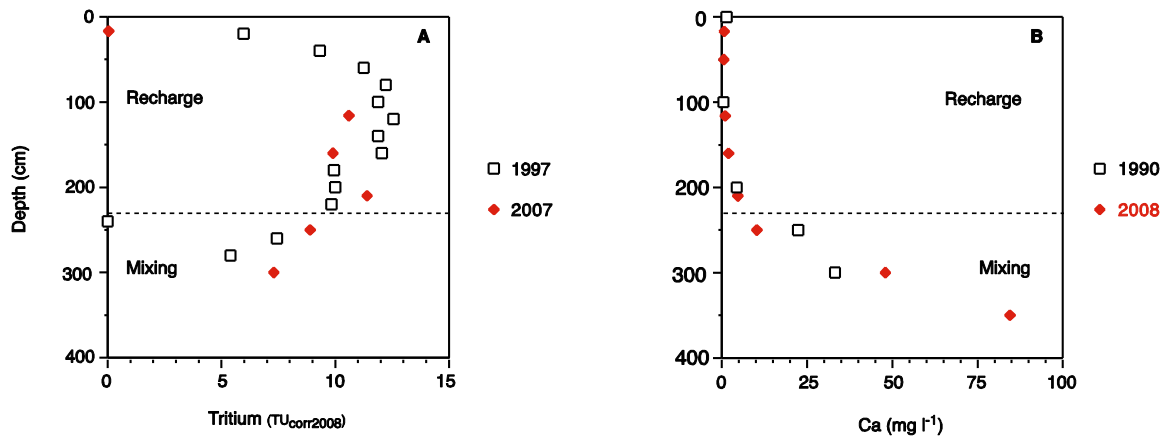 A
Recharge
Mixing
Depth (cm)
0
100
200
300
400
0
5
10
15
Tritium (TUcorr2008)
1997
2007
B
Recharge
Mixing
0
100
200
300
400
0
25
50
75
100
Ca (mg l-1)
1990
2008